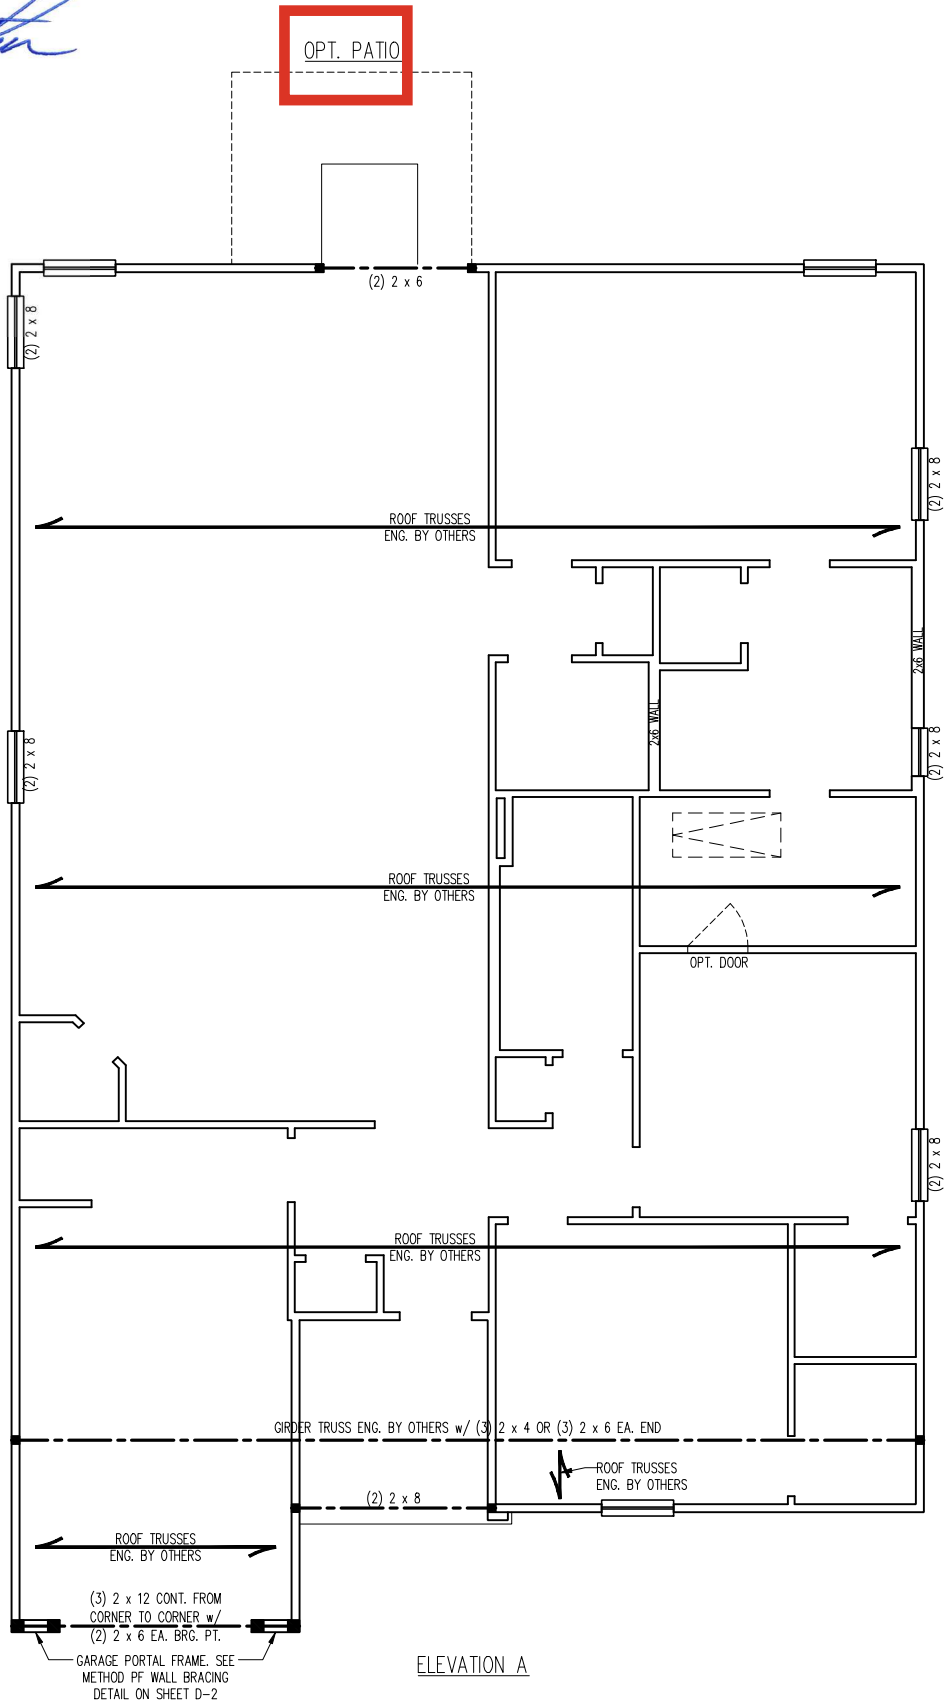 OPT. PATIO
(2) 2 x 6
(2) 2 x 8
(2) 2 x 8
ROOF TRUSSES
ENG. BY OTHERS
2x6 WALL
2x6 WALL
(2) 2 x 8
(2) 2 x 8
ROOF TRUSSES
ENG. BY OTHERS
OPT. DOOR
(2) 2 x 8
ROOF TRUSSES
ENG. BY OTHERS
GIRDER TRUSS ENG. BY OTHERS w/ (3) 2 x 4 OR (3) 2 x 6 EA. END
ROOF TRUSSES
ENG. BY OTHERS
(2) 2 x 8
ROOF TRUSSES
ENG. BY OTHERS
(3) 2 x 12 CONT. FROM
CORNER TO CORNER w/
(2) 2 x 6 EA. BRG. PT.
GARAGE PORTAL FRAME. SEE
METHOD PF WALL BRACING
DETAIL ON SHEET D-2
ELEVATION A